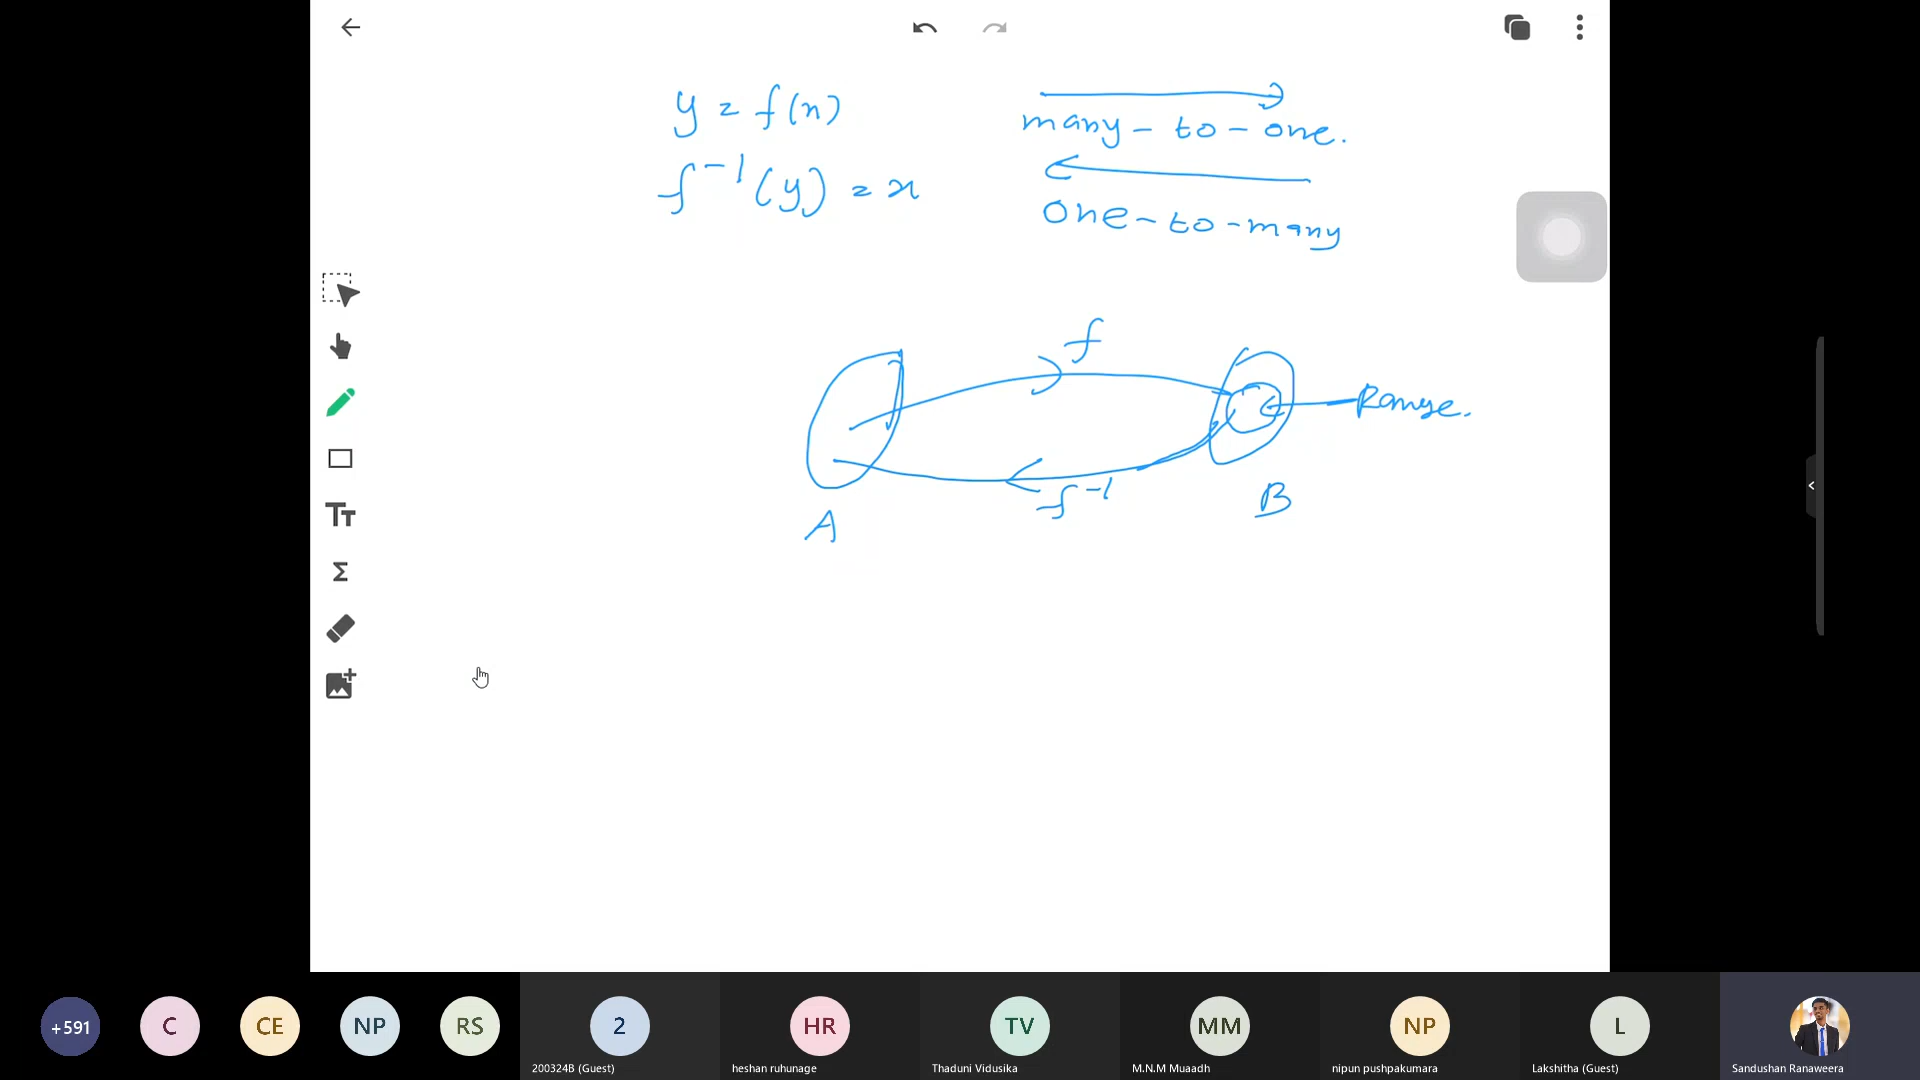 y = f(x)
many-to-one.
f⁻¹(y) = x
one-to-many
f
Range.
f⁻¹
A
B
Tт
Σ
+591
C
CE
NP
RS
2
HR
TV
MM
NP
L
200324B (Guest)
heshan ruhunage
Thaduni Vidusika
M.N.M Muaadh
nipun pushpakumara
Lakshitha (Guest)
Sandushan Ranaweera